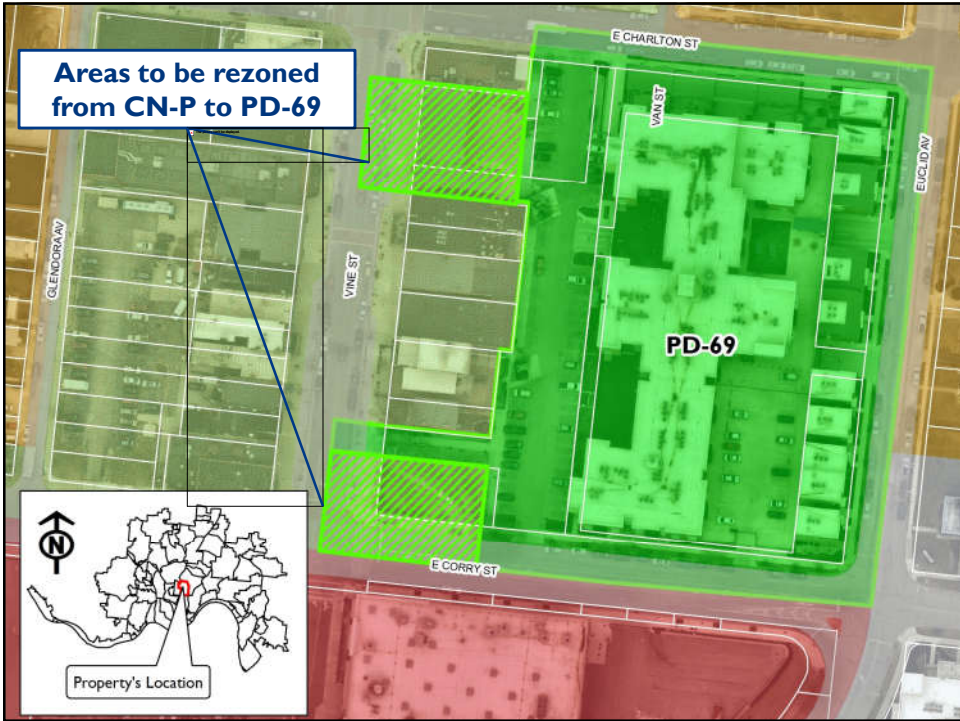 E CHARLTON ST
Areas to be rezoned
from CN-P to PD-69
VAN ST
EUCLID AV
GLENDORA AV
VINE ST
PD-69
E CORRY ST
N
Property's Location